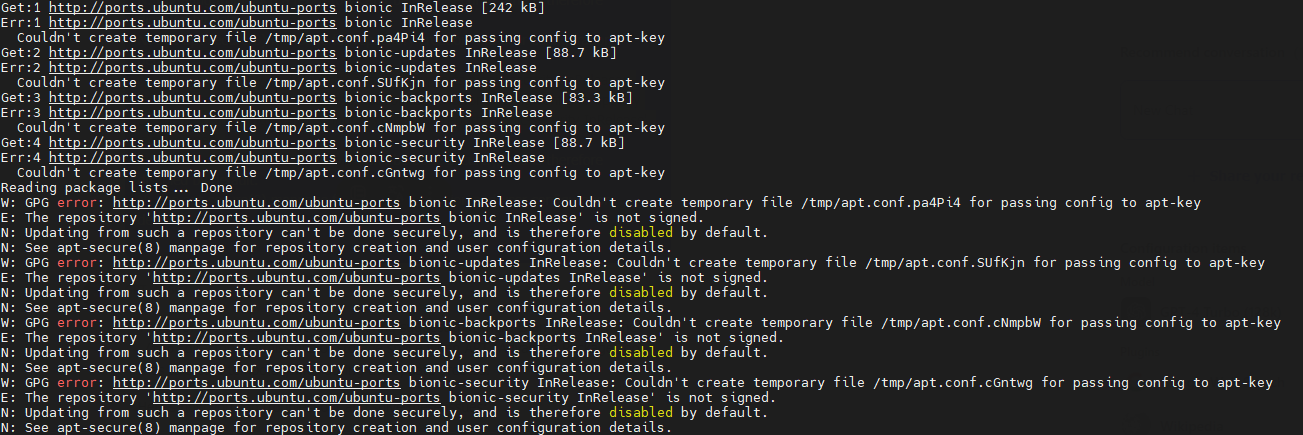 Get:1 http://ports.ubuntu.com/ubuntu-ports bionic InRelease [242 kB]
Err:1 http://ports.ubuntu.com/ubuntu-ports bionic InRelease
Couldn't create temporary file /tmp/apt.conf.pa4Pi4 for passing config to apt-key
Get:2 http://ports.ubuntu.com/ubuntu-ports bionic-updates InRelease [88.7 kB]
Err:2 http://ports.ubuntu.com/ubuntu-ports bionic-updates InRelease
Couldn't create temporary file /tmp/apt.conf.SUfKjn for passing config to apt-key
Get:3 http://ports.ubuntu.com/ubuntu-ports bionic-backports InRelease [83.3 kB]
Err:3 http://ports.ubuntu.com/ubuntu-ports bionic-backports InRelease
Couldn't create temporary file /tmp/apt.conf.cNmpbW for passing config to apt-key
Get:4 http://ports.ubuntu.com/ubuntu-ports bionic-security InRelease [88.7 kB]
Err:4 http://ports.ubuntu.com/ubuntu-ports bionic-security InRelease
Couldn't create temporary file /tmp/apt.conf.cGntwg for passing config to apt-key
Reading package lists... Done
W: GPG error: http://ports.ubuntu.com/ubuntu-ports bionic InRelease: Couldn't create temporary file /tmp/apt.conf.pa4Pi4 for passing config to apt-key
E: The repository 'http://ports.ubuntu.com/ubuntu-ports bionic InRelease' is not signed.
N: Updating from such a repository can't be done securely, and is therefore disabled by default.
N: See apt-secure(8) manpage for repository creation and user configuration details.
W: GPG error: http://ports.ubuntu.com/ubuntu-ports bionic-updates InRelease: Couldn't create temporary file /tmp/apt.conf.SUfKjn for passing config to apt-key
E: The repository 'http://ports.ubuntu.com/ubuntu-ports bionic-updates InRelease' is not signed.
N: Updating from such a repository can't be done securely, and is therefore disabled by default.
N: See apt-secure(8) manpage for repository creation and user configuration details.
W: GPG error: http://ports.ubuntu.com/ubuntu-ports bionic-backports InRelease: Couldn't create temporary file /tmp/apt.conf.cNmpbW for passing config to apt-key
E: The repository 'http://ports.ubuntu.com/ubuntu-ports bionic-backports InRelease' is not signed.
N: Updating from such a repository can't be done securely, and is therefore disabled by default.
N: See apt-secure(8) manpage for repository creation and user configuration details.
W: GPG error: http://ports.ubuntu.com/ubuntu-ports bionic-security InRelease: Couldn't create temporary file /tmp/apt.conf.cGntwg for passing config to apt-key
E: The repository 'http://ports.ubuntu.com/ubuntu-ports bionic-security InRelease' is not signed.
N: Updating from such a repository can't be done securely, and is therefore disabled by default.
N: See apt-secure(8) manpage for repository creation and user configuration details.